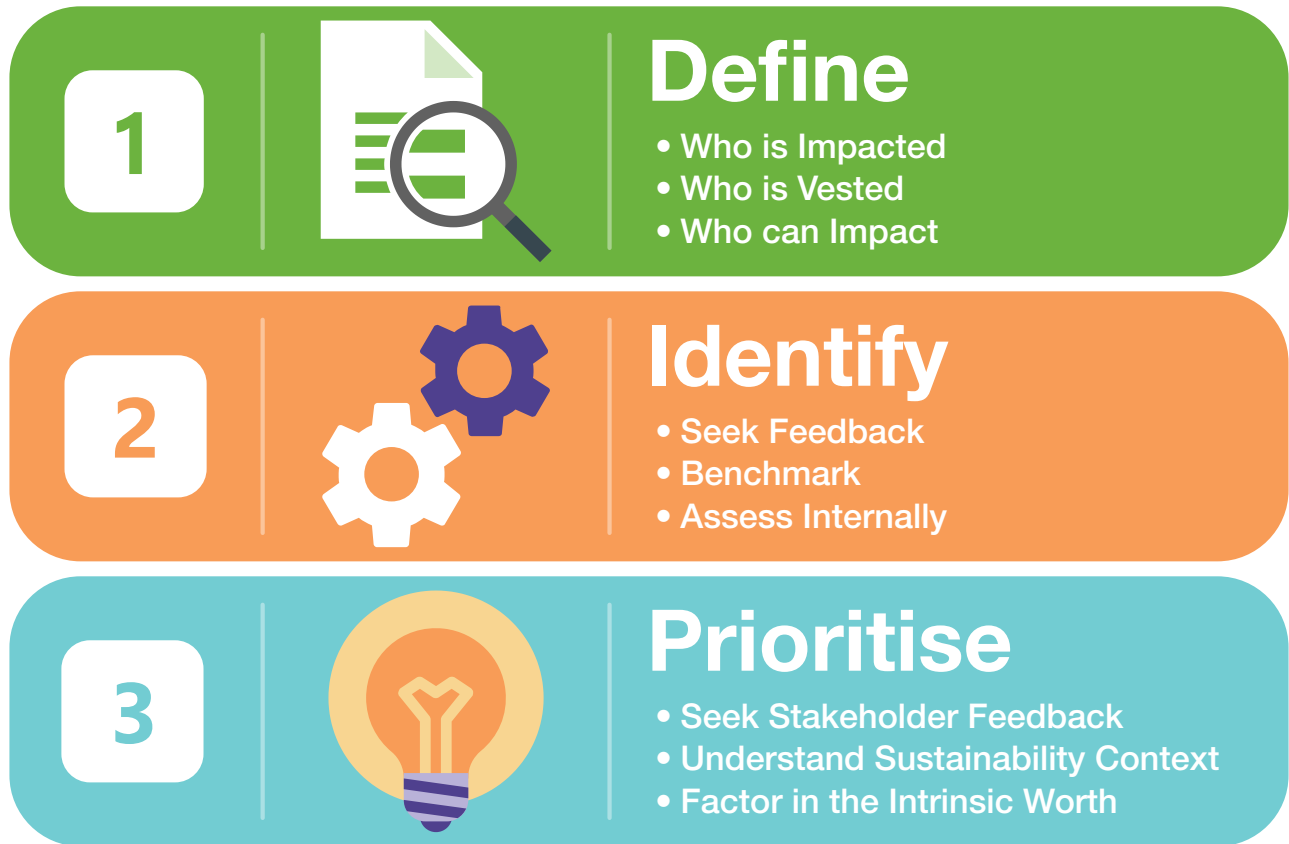 1
Define
• Who is Impacted
• Who is Vested
• Who can Impact
2
Identify
• Seek Feedback
• Benchmark
• Assess Internally
3
Prioritise
• Seek Stakeholder Feedback
• Understand Sustainability Context
• Factor in the Intrinsic Worth